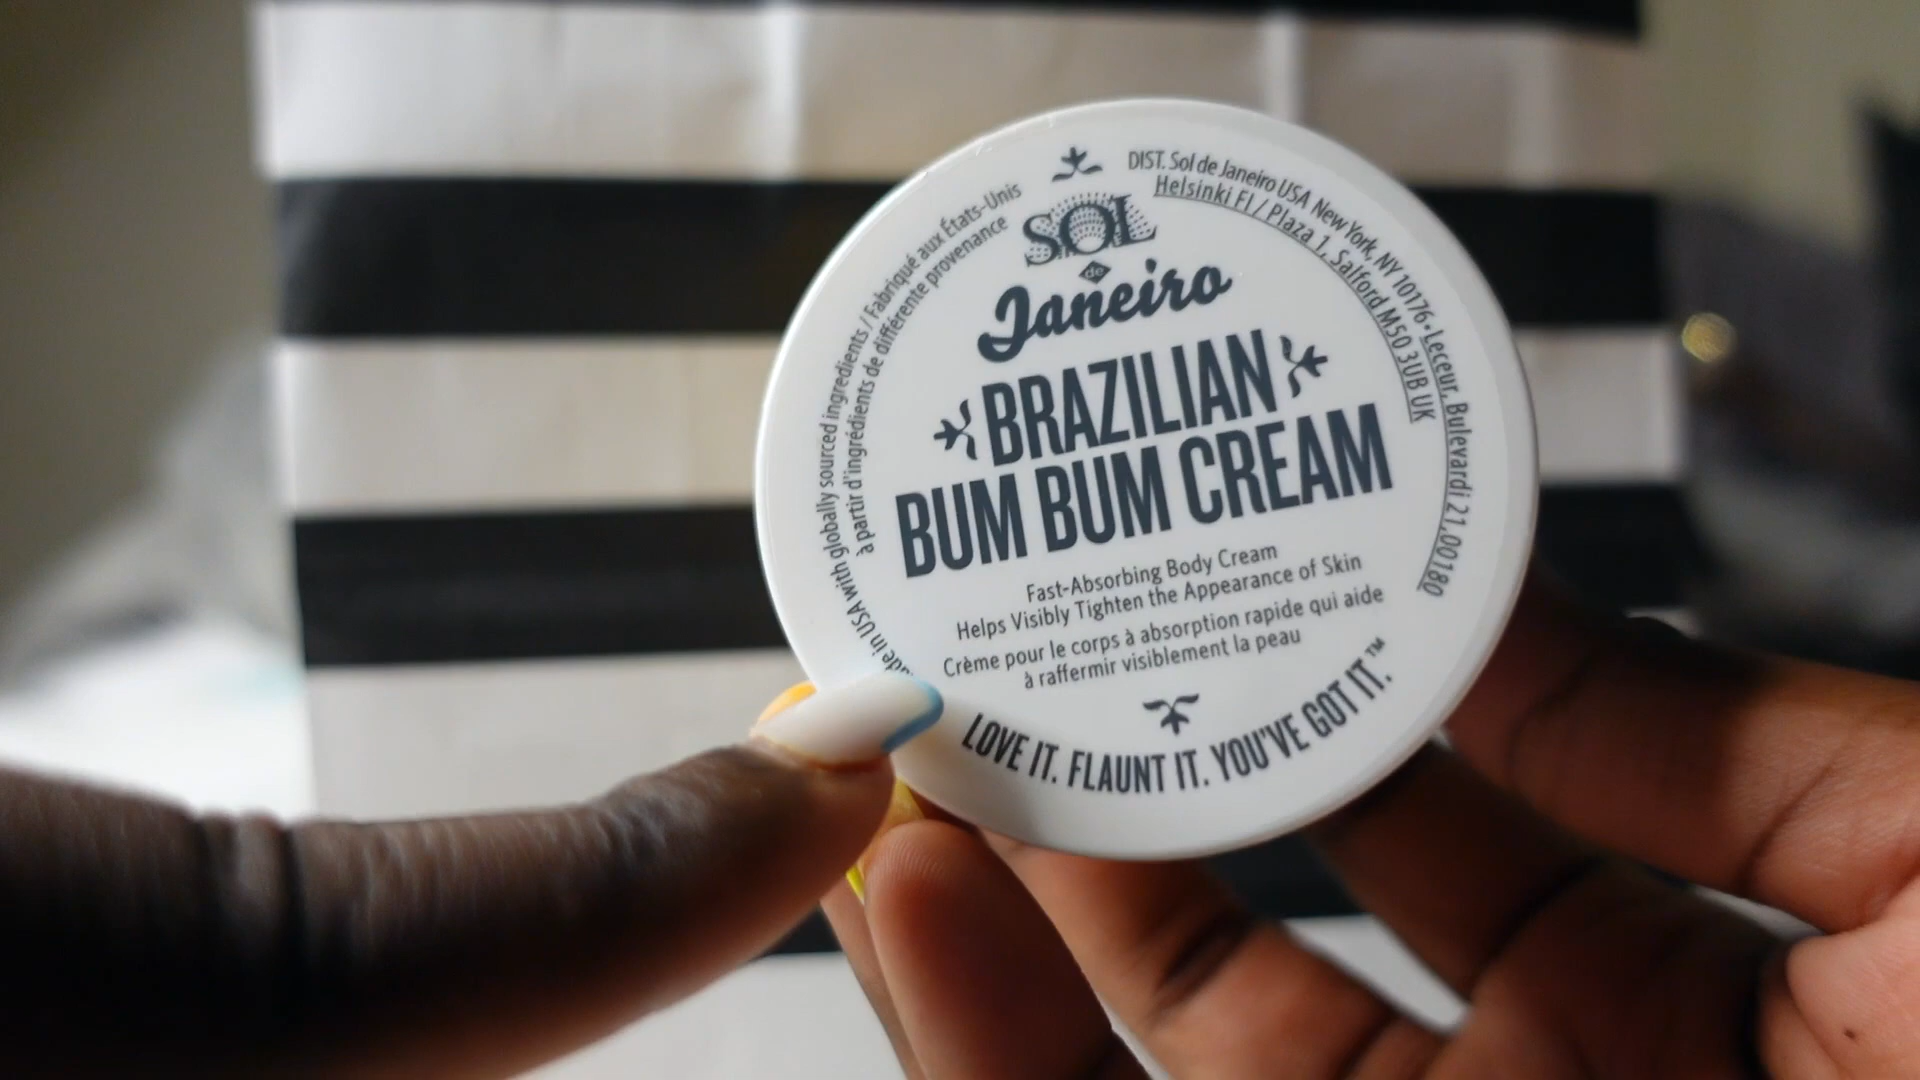 SOL
de
Janeiro
BRAZILIAN
BUM BUM CREAM
Fast-Absorbing Body Cream
Helps Visibly Tighten the Appearance of Skin
Crème pour le corps à absorption rapide qui aide
à raffermir visiblement la peau
LOVE IT. FLAUNT IT. YOU'VE GOT IT.™
in USA with globally sourced ingredients / Fabriqué aux États-Unis
à partir d'ingrédients de différente provenance
DIST. Sol de Janeiro USA New York, NY 10176 • Lecceur, Bulevardi 21,00180
Helsinki FI / Plaza 1, Salford M50 3UB UK